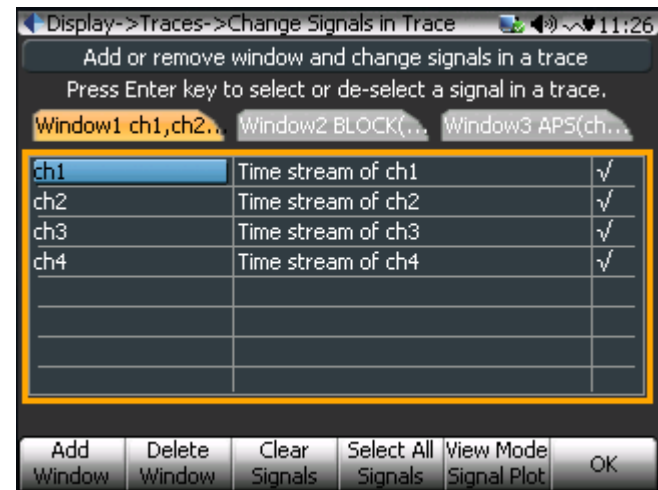 Display->Traces->Change Signals in Trace 11:26
Add or remove window and change signals in a trace
Press Enter key to select or de-select a signal in a trace.
Window1 ch1,ch2... Window2 BLOCK(... Window3 APS(ch...
ch1 Time stream of ch1 √
ch2 Time stream of ch2 √
ch3 Time stream of ch3 √
ch4 Time stream of ch4 √
Add Window Delete Window Clear Signals Select All Signals View Mode Signal Plot OK